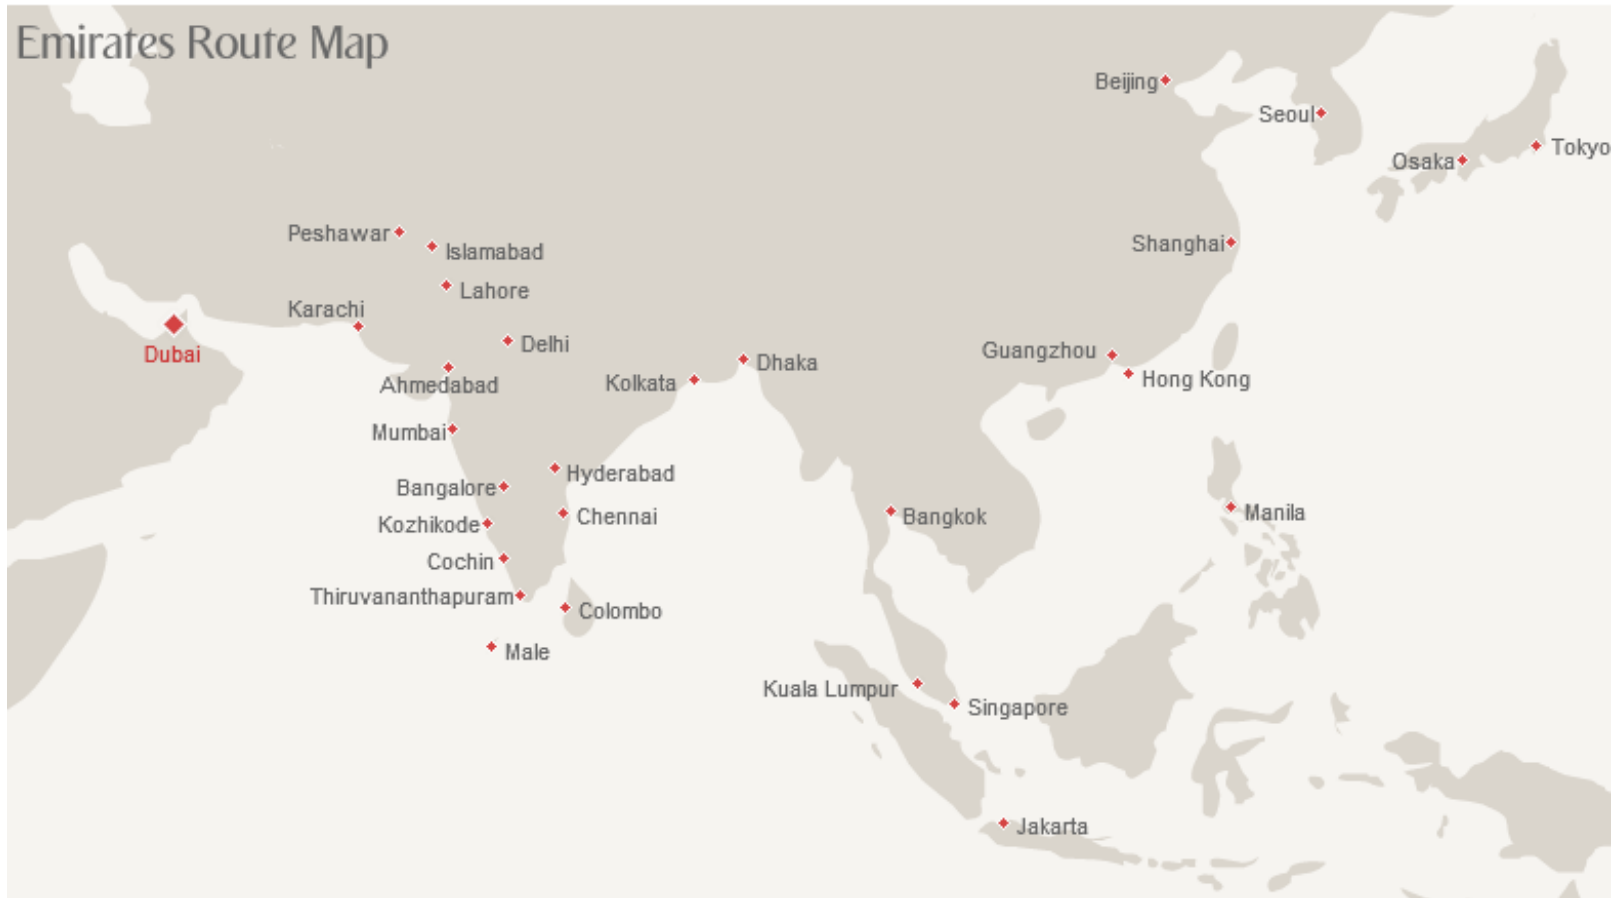 Emirates Route Map
Beijing
Seoul
Tokyo
Osaka
Peshawar
Islamabad
Shanghai
Lahore
Karachi
Delhi
Dubai
Guangzhou
Dhaka
Hong Kong
Kolkata
Ahmedabad
Mumbai
Hyderabad
Bangalore
Manila
Chennai
Bangkok
Kozhikode
Cochin
Thiruvananthapuram
Colombo
Male
Kuala Lumpur
Singapore
Jakarta